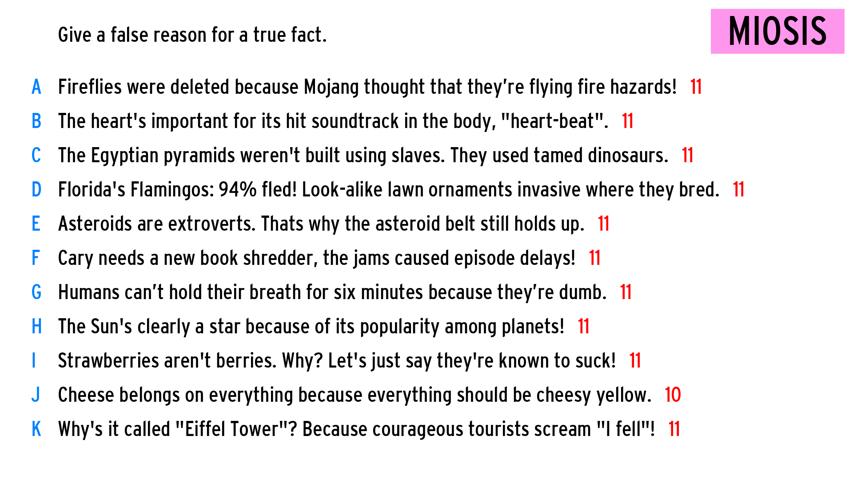 Give a false reason for a true fact.
MIOSIS
A Fireflies were deleted because Mojang thought that they're flying fire hazards! 11
B The heart's important for its hit soundtrack in the body, "heart-beat". 11
C The Egyptian pyramids weren't built using slaves. They used tamed dinosaurs. 11
D Florida's Flamingos: 94% fled! Look-alike lawn ornaments invasive where they bred. 11
E Asteroids are extroverts. Thats why the asteroid belt still holds up. 11
F Cary needs a new book shredder, the jams caused episode delays! 11
G Humans can't hold their breath for six minutes because they're dumb. 11
H The Sun's clearly a star because of its popularity among planets! 11
I Strawberries aren't berries. Why? Let's just say they're known to suck! 11
J Cheese belongs on everything because everything should be cheesy yellow. 10
K Why's it called "Eiffel Tower"? Because courageous tourists scream "I fell"! 11